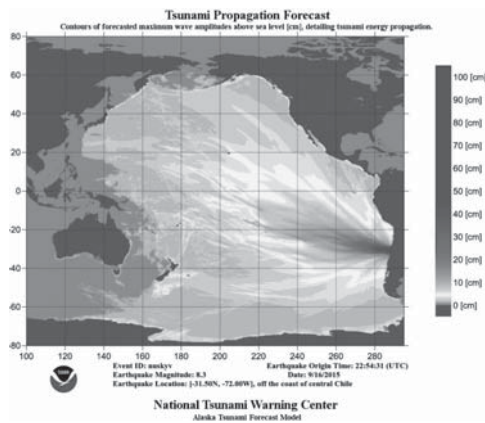 Tsunami Propagation Forecast
Contours of forecasted maximum wave amplitudes above sea level [cm], detailing tsunami energy propagation.
80
60
40
20
0
-20
-40
-60
-80
100 120 140 160 180 200 220 240 260 280
100 [cm]
90 [cm]
80 [cm]
70 [cm]
60 [cm]
50 [cm]
40 [cm]
30 [cm]
20 [cm]
10 [cm]
0 [cm]
Event ID: nuskyv Earthquake Origin Time: 22:54:31 (UTC)
Earthquake Magnitude: 8.3 Date: 9/16/2015
Earthquake Location: [-31.50N, -72.00W], off the coast of central Chile
National Tsunami Warning Center
Alaska Tsunami Forecast Model